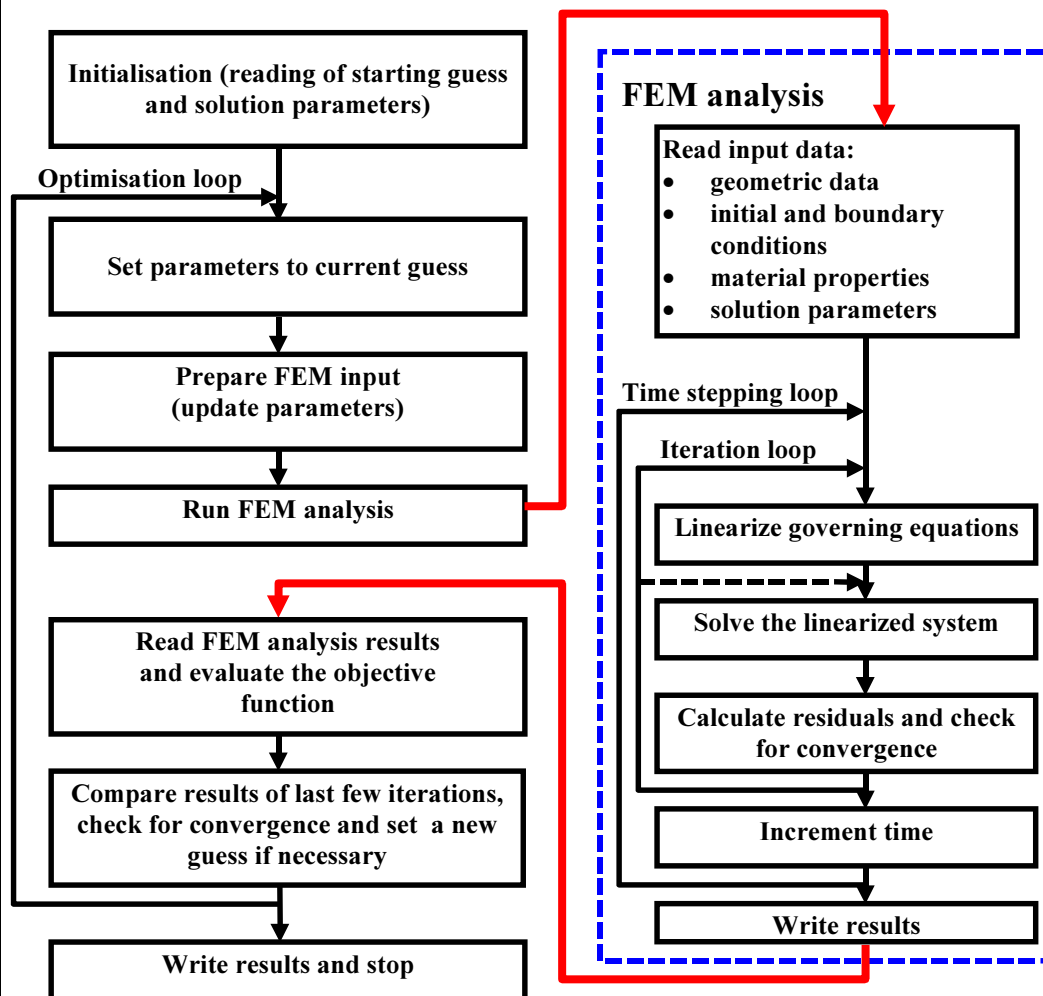 Initialisation (reading of starting guess
and solution parameters)
Optimisation loop
Set parameters to current guess
Prepare FEM input
(update parameters)
Run FEM analysis
Read FEM analysis results
and evaluate the objective
function
Compare results of last few iterations,
check for convergence and set a new
guess if necessary
Write results and stop
FEM analysis
Read input data:
• geometric data
• initial and boundary
conditions
• material properties
• solution parameters
Time stepping loop
Iteration loop
Linearize governing equations
Solve the linearized system
Calculate residuals and check
for convergence
Increment time
Write results